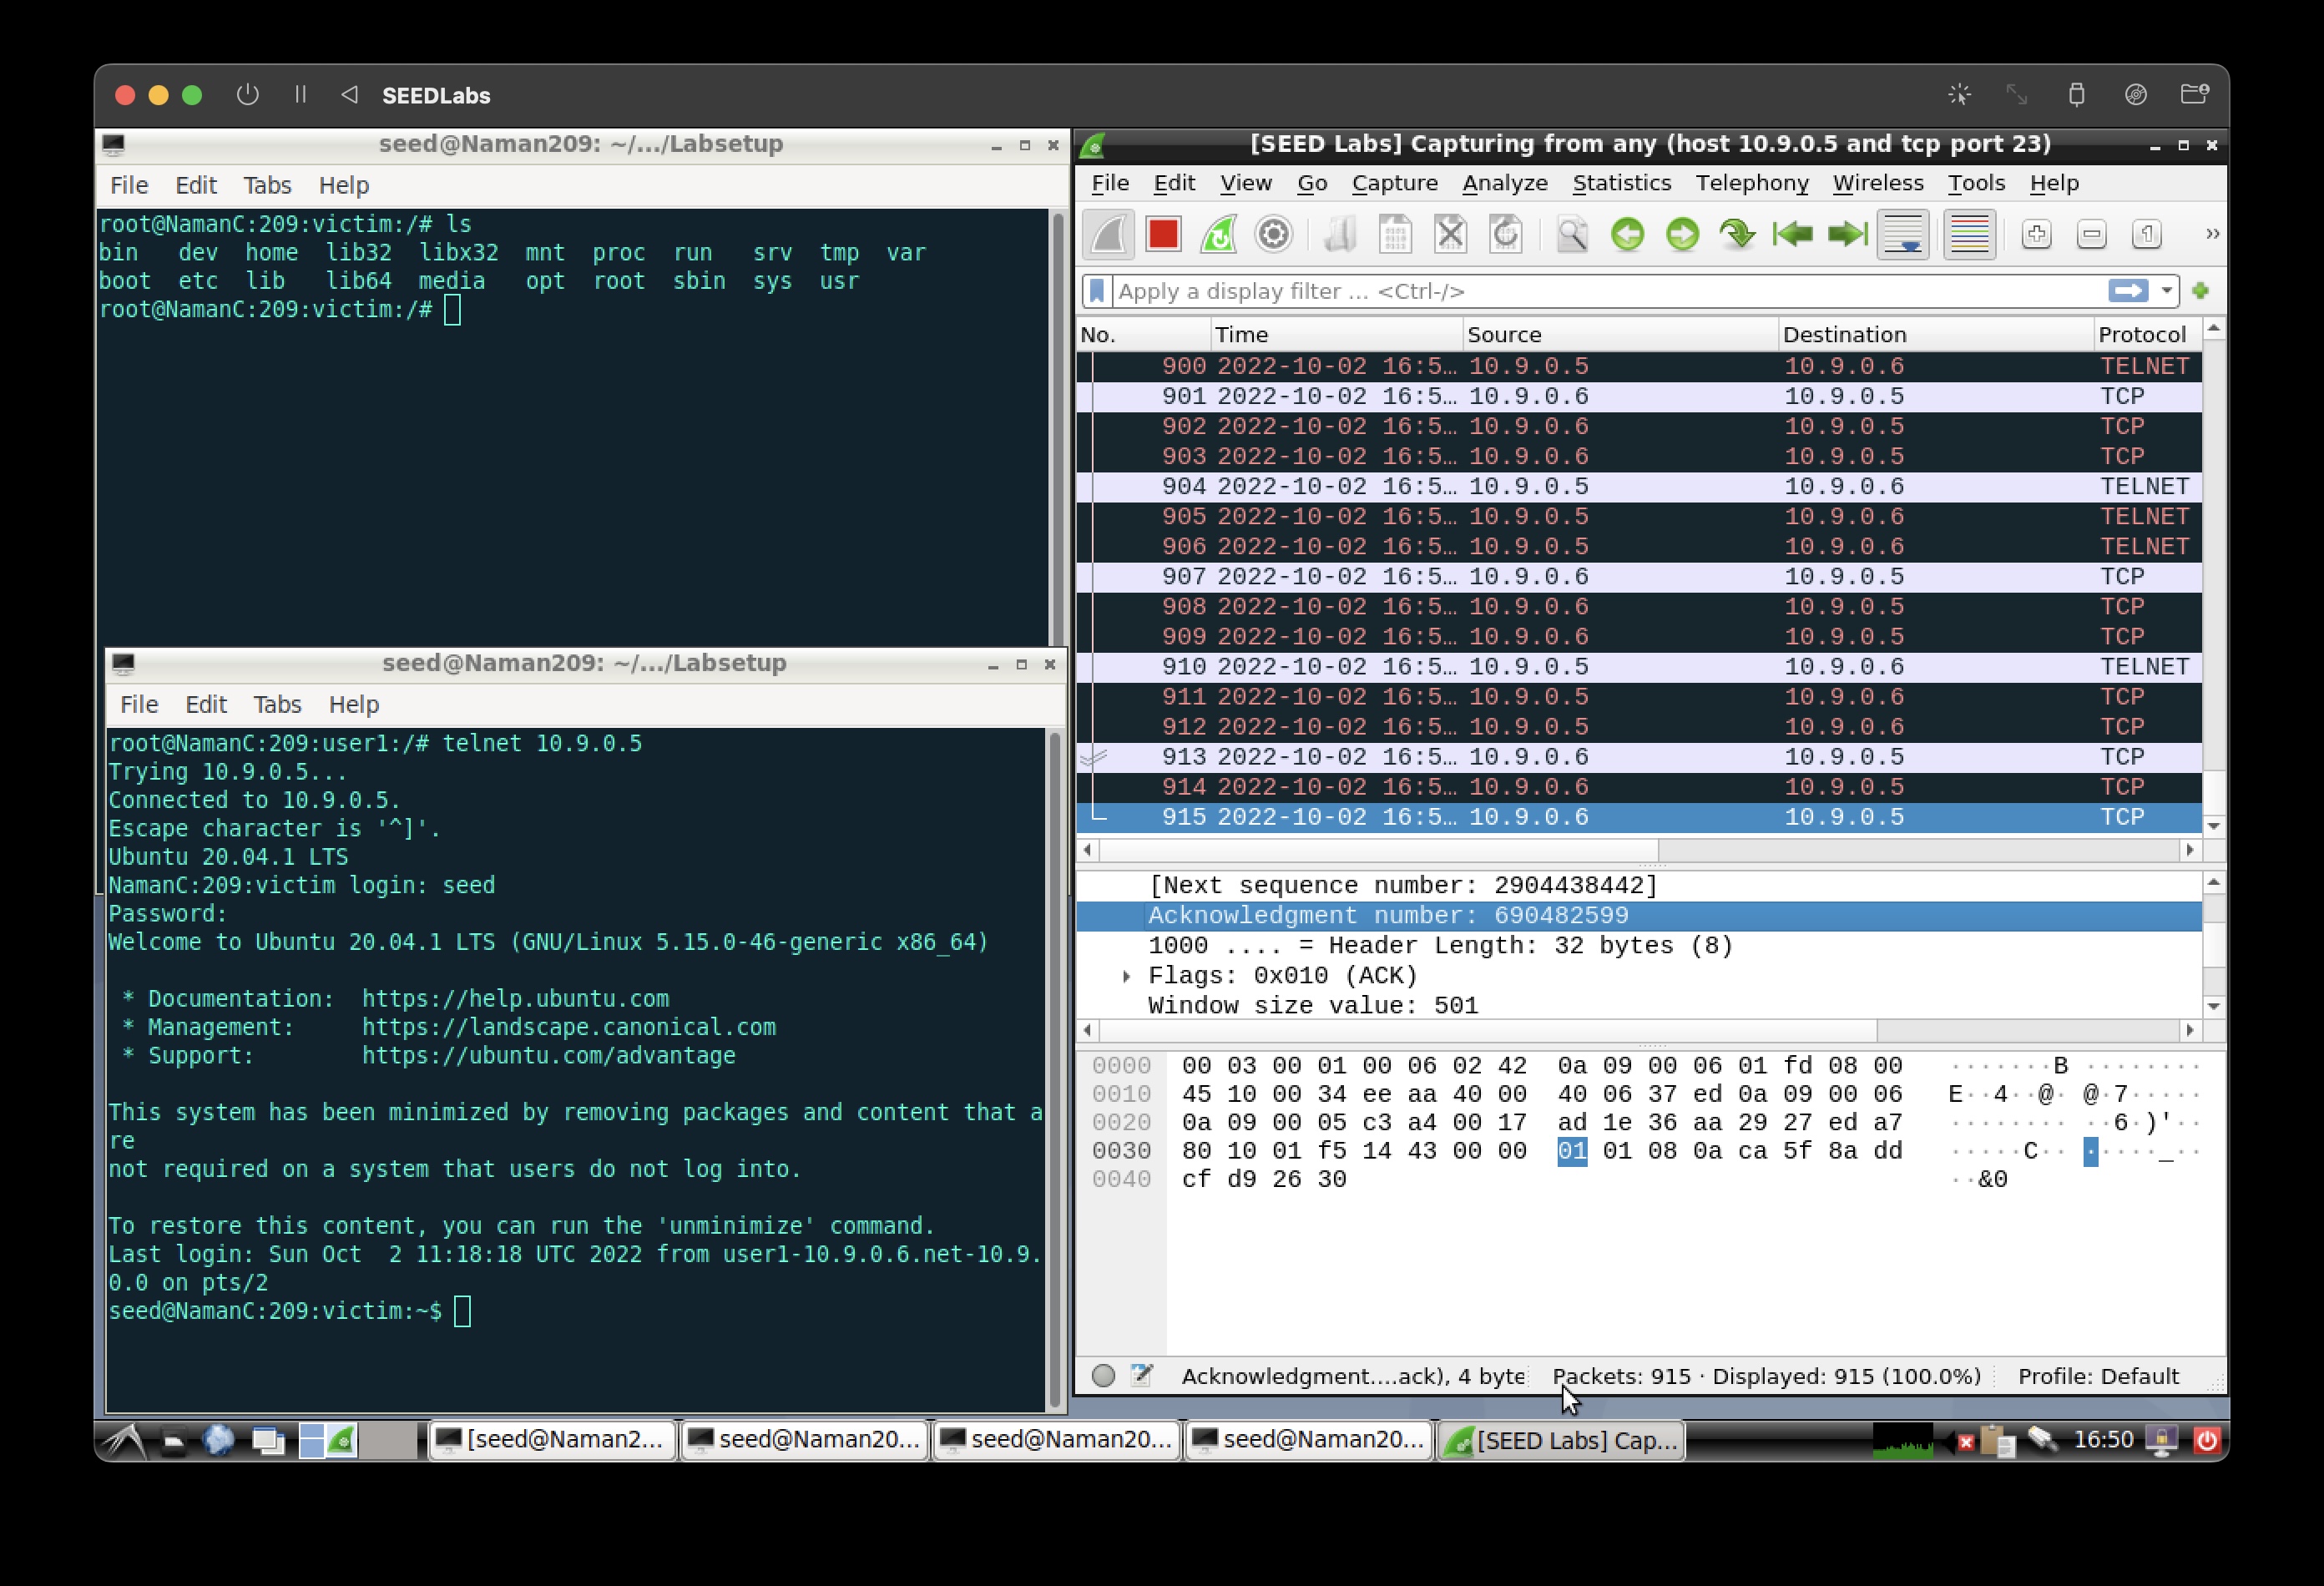 SEEDLabs
seed@Naman209: ~/.../Labsetup
File Edit Tabs Help
root@NamanC:209:victim:/# ls
bin dev home lib32 libx32 mnt proc run srv tmp var
boot etc lib lib64 media opt root sbin sys usr
root@NamanC:209:victim:/#
seed@Naman209: ~/.../Labsetup
File Edit Tabs Help
root@NamanC:209:user1:/# telnet 10.9.0.5
Trying 10.9.0.5...
Connected to 10.9.0.5.
Escape character is '^]'.
Ubuntu 20.04.1 LTS
NamanC:209:victim login: seed
Password:
Welcome to Ubuntu 20.04.1 LTS (GNU/Linux 5.15.0-46-generic x86_64)
* Documentation: https://help.ubuntu.com
* Management: https://landscape.canonical.com
* Support: https://ubuntu.com/advantage
This system has been minimized by removing packages and content that a
re
not required on a system that users do not log into.
To restore this content, you can run the 'unminimize' command.
Last login: Sun Oct 2 11:18:18 UTC 2022 from user1-10.9.0.6.net-10.9.
0.0 on pts/2
seed@NamanC:209:victim:~$
[SEED Labs] Capturing from any (host 10.9.0.5 and tcp port 23)
File Edit View Go Capture Analyze Statistics Telephony Wireless Tools Help
Apply a display filter ... <Ctrl-/>
No. Time Source Destination Protocol
900 2022-10-02 16:5… 10.9.0.5 10.9.0.6 TELNET
901 2022-10-02 16:5… 10.9.0.6 10.9.0.5 TCP
902 2022-10-02 16:5… 10.9.0.6 10.9.0.5 TCP
903 2022-10-02 16:5… 10.9.0.6 10.9.0.5 TCP
904 2022-10-02 16:5… 10.9.0.5 10.9.0.6 TELNET
905 2022-10-02 16:5… 10.9.0.5 10.9.0.6 TELNET
906 2022-10-02 16:5… 10.9.0.5 10.9.0.6 TELNET
907 2022-10-02 16:5… 10.9.0.6 10.9.0.5 TCP
908 2022-10-02 16:5… 10.9.0.6 10.9.0.5 TCP
909 2022-10-02 16:5… 10.9.0.6 10.9.0.5 TCP
910 2022-10-02 16:5… 10.9.0.5 10.9.0.6 TELNET
911 2022-10-02 16:5… 10.9.0.5 10.9.0.6 TCP
912 2022-10-02 16:5… 10.9.0.5 10.9.0.6 TCP
913 2022-10-02 16:5… 10.9.0.6 10.9.0.5 TCP
914 2022-10-02 16:5… 10.9.0.6 10.9.0.5 TCP
915 2022-10-02 16:5… 10.9.0.6 10.9.0.5 TCP
[Next sequence number: 2904438442]
Acknowledgment number: 690482599
1000 .... = Header Length: 32 bytes (8)
Flags: 0x010 (ACK)
Window size value: 501
0000 00 03 00 01 00 06 02 42 0a 09 00 06 01 fd 08 00 ·······B ········
0010 45 10 00 34 ee aa 40 00 40 06 37 ed 0a 09 00 06 E··4··@· @·7·····
0020 0a 09 00 05 c3 a4 00 17 ad 1e 36 aa 29 27 ed a7 ········ ··6·)'··
0030 80 10 01 f5 14 43 00 00 01 01 08 0a ca 5f 8a dd ·····C·· ·····_··
0040 cf d9 26 30 ··&0
Acknowledgment....ack), 4 byte Packets: 915 · Displayed: 915 (100.0%) Profile: Default
[seed@Naman2... seed@Naman20... seed@Naman20... seed@Naman20... [SEED Labs] Cap... 16:50